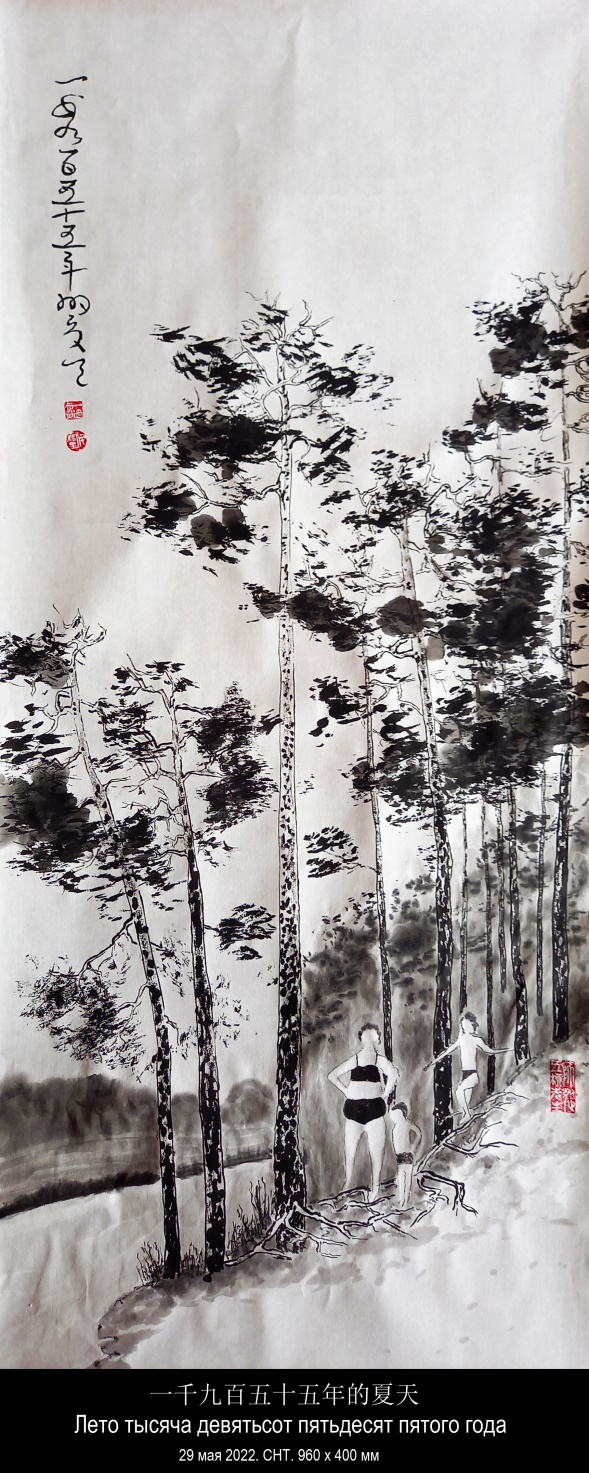 一千九百五十五年的夏天
一千九百五十五年的夏天
Лето тысяча девятьсот пятьдесят пятого года
29 мая 2022. СНТ. 960 x 400 мм